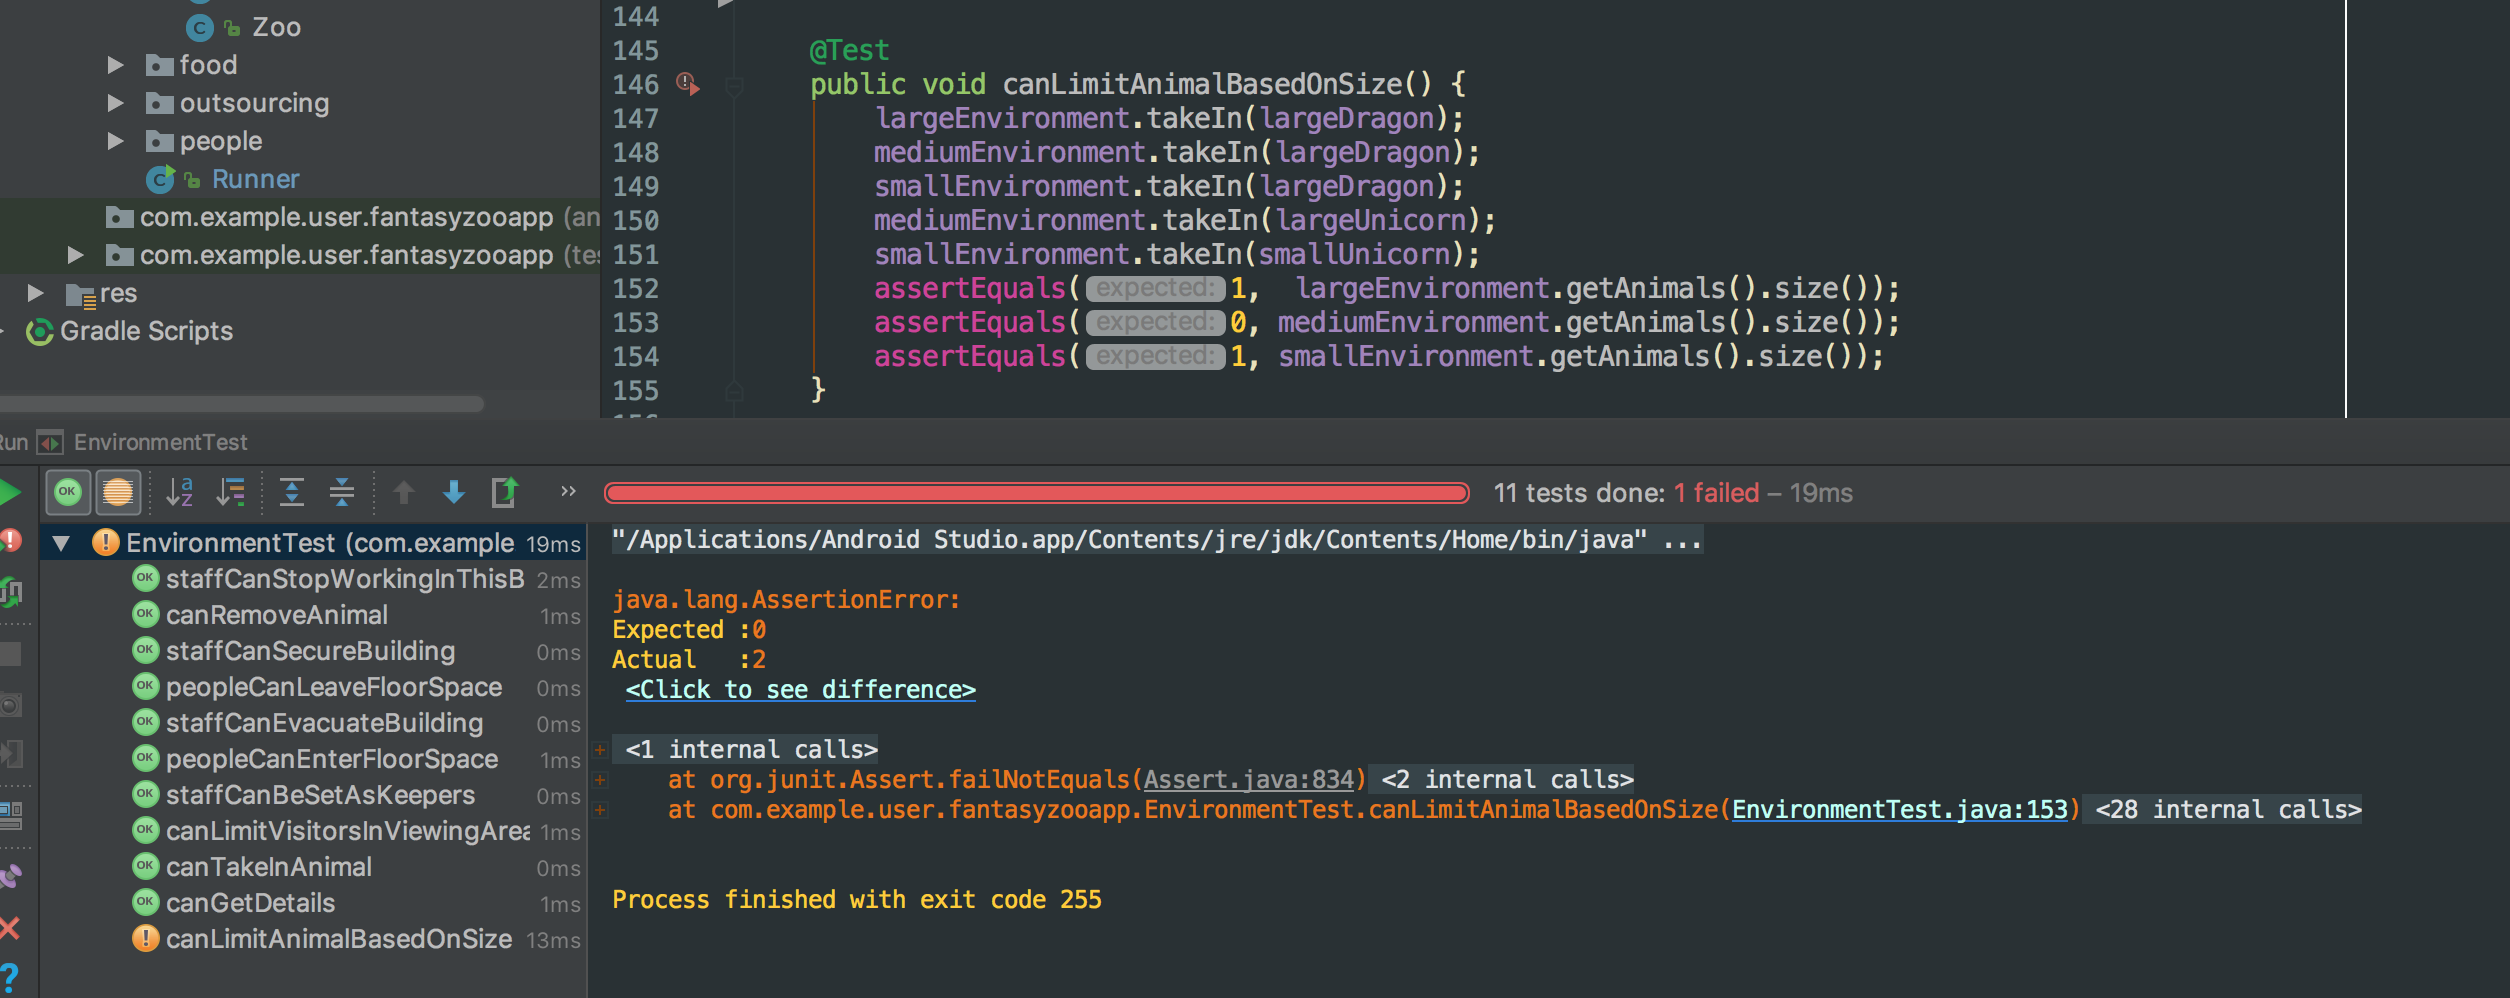 Zoo
food
outsourcing
people
Runner
com.example.user.fantasyzooapp (an
com.example.user.fantasyzooapp (tes
res
Gradle Scripts
144
145 @Test
146 public void canLimitAnimalBasedOnSize() {
147 largeEnvironment.takeIn(largeDragon);
148 mediumEnvironment.takeIn(largeDragon);
149 smallEnvironment.takeIn(largeDragon);
150 mediumEnvironment.takeIn(largeUnicorn);
151 smallEnvironment.takeIn(smallUnicorn);
152 assertEquals( expected: 1,  largeEnvironment.getAnimals().size());
153 assertEquals( expected: 0, mediumEnvironment.getAnimals().size());
154 assertEquals( expected: 1, smallEnvironment.getAnimals().size());
155 }
Run EnvironmentTest
11 tests done: 1 failed – 19ms
EnvironmentTest (com.example 19ms
staffCanStopWorkingInThisB 2ms
canRemoveAnimal 1ms
staffCanSecureBuilding 0ms
peopleCanLeaveFloorSpace 0ms
staffCanEvacuateBuilding 0ms
peopleCanEnterFloorSpace 1ms
staffCanBeSetAsKeepers 0ms
canLimitVisitorsInViewingArea 1ms
canTakeInAnimal 0ms
canGetDetails 1ms
canLimitAnimalBasedOnSize 13ms
"/Applications/Android Studio.app/Contents/jre/jdk/Contents/Home/bin/java" ...
java.lang.AssertionError:
Expected :0
Actual   :2
<Click to see difference>
<1 internal calls>
at org.junit.Assert.failNotEquals(Assert.java:834) <2 internal calls>
at com.example.user.fantasyzooapp.EnvironmentTest.canLimitAnimalBasedOnSize(EnvironmentTest.java:153) <28 internal calls>
Process finished with exit code 255